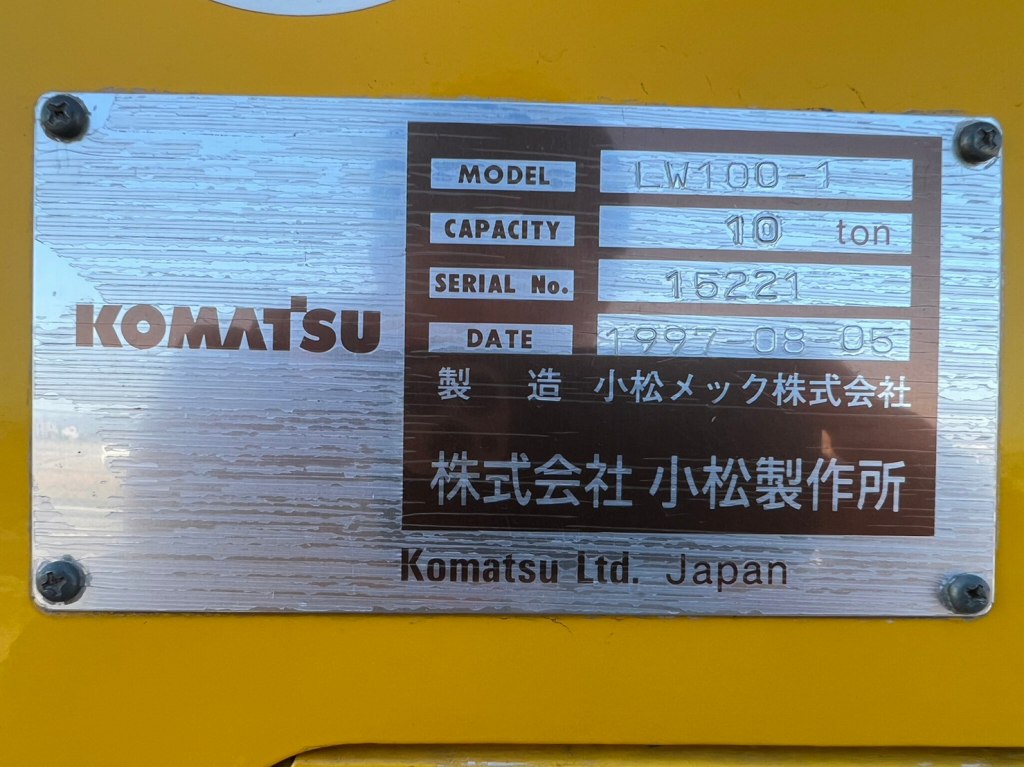 KOMATSU
MODEL LW100-1
CAPACITY 10 ton
SERIAL No. 15221
DATE 1997-08-05
製 造 小松メック株式会社
株式会社 小松製作所
Komatsu Ltd. Japan